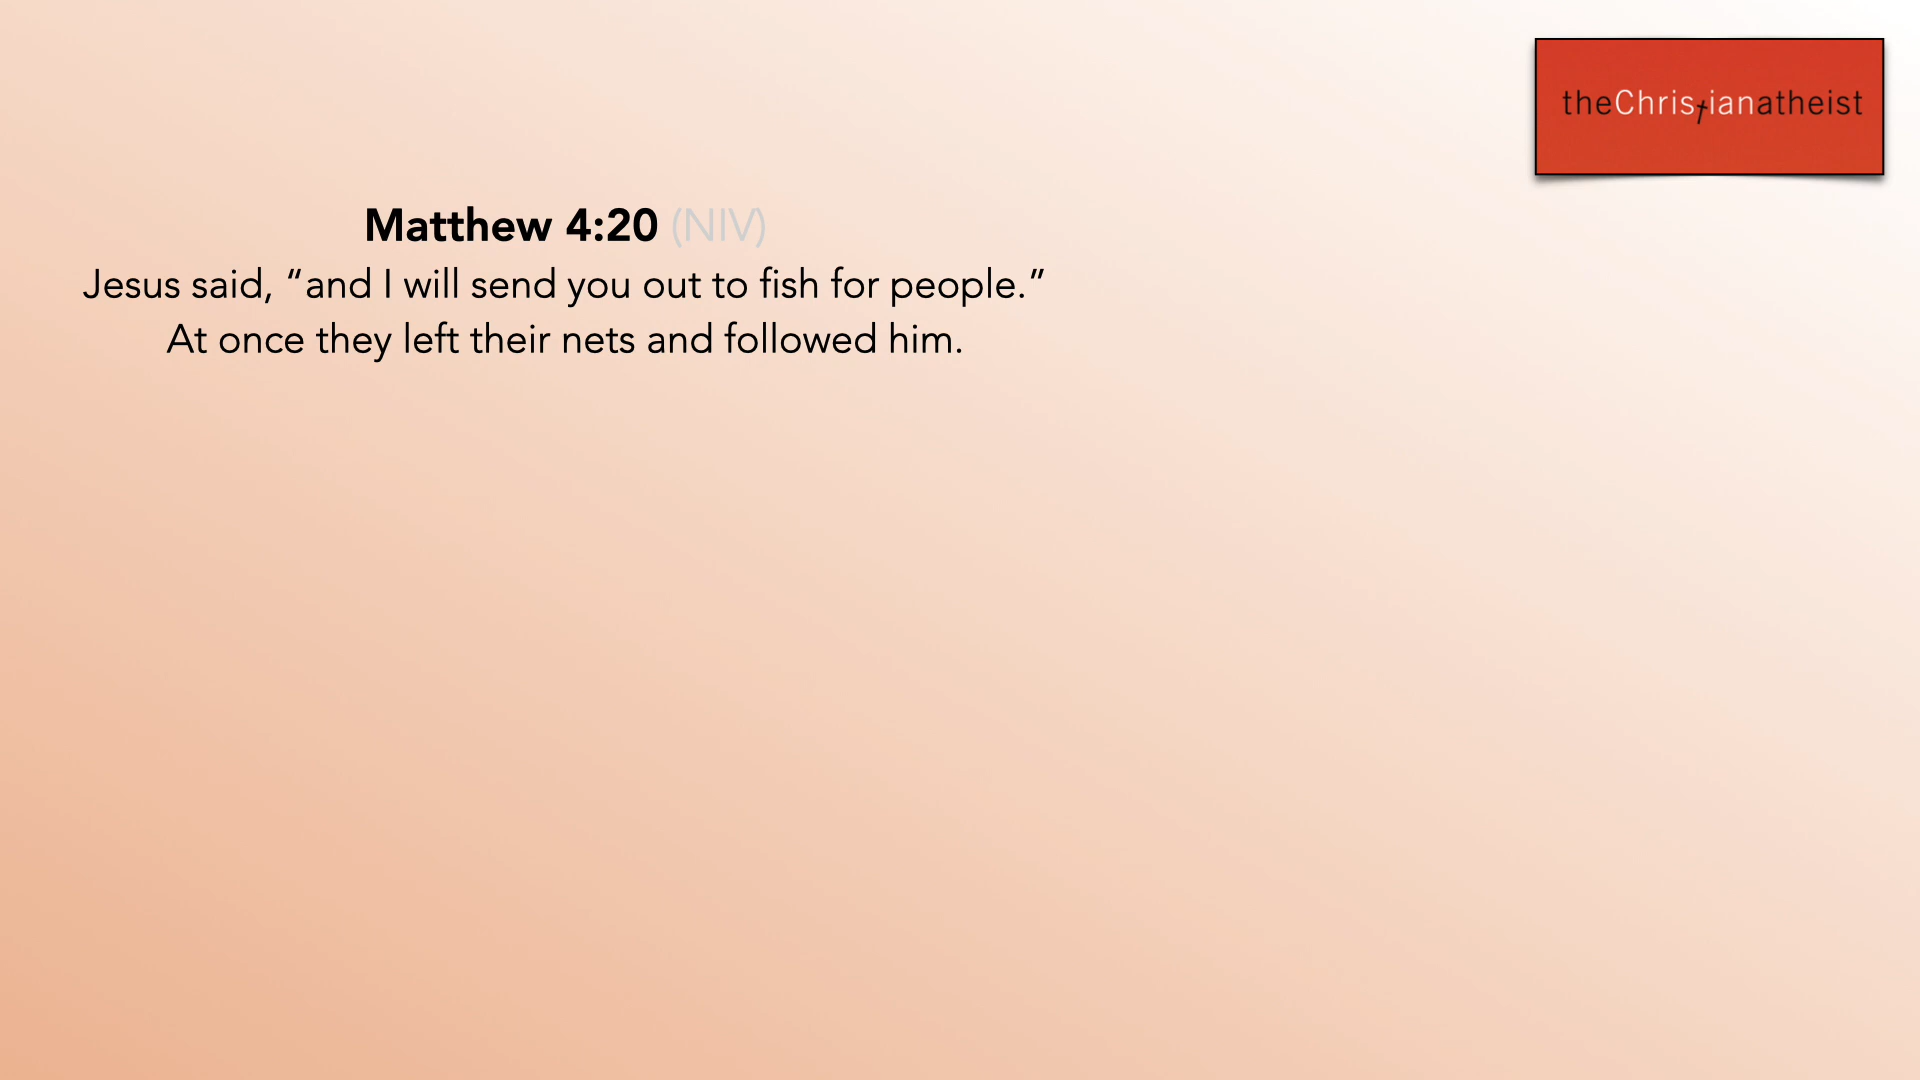 theChristianatheist
Matthew 4:20 (NIV)
Jesus said, “and I will send you out to fish for people.”
At once they left their nets and followed him.